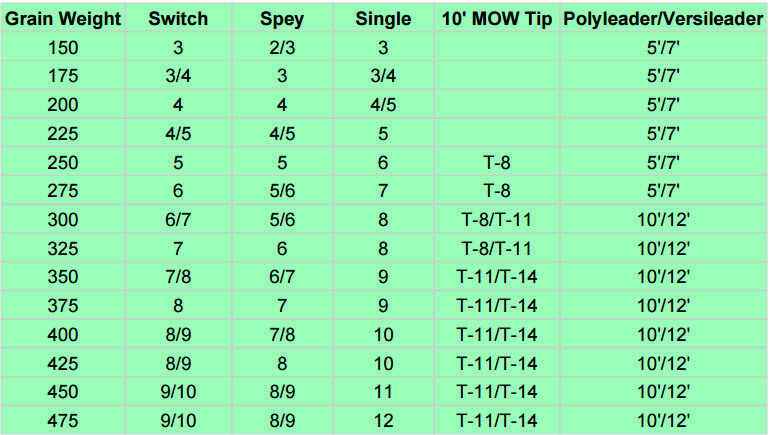 Grain Weight Switch Spey Single 10' MOW Tip Polyleader/Versileader
150 3 2/3 3 5'/7'
175 3/4 3 3/4 5'/7'
200 4 4 4/5 5'/7'
225 4/5 4/5 5 5'/7'
250 5 5 6 T-8 5'/7'
275 6 5/6 7 T-8 5'/7'
300 6/7 5/6 8 T-8/T-11 10'/12'
325 7 6 8 T-8/T-11 10'/12'
350 7/8 6/7 9 T-11/T-14 10'/12'
375 8 7 9 T-11/T-14 10'/12'
400 8/9 7/8 10 T-11/T-14 10'/12'
425 8/9 8 10 T-11/T-14 10'/12'
450 9/10 8/9 11 T-11/T-14 10'/12'
475 9/10 8/9 12 T-11/T-14 10'/12'